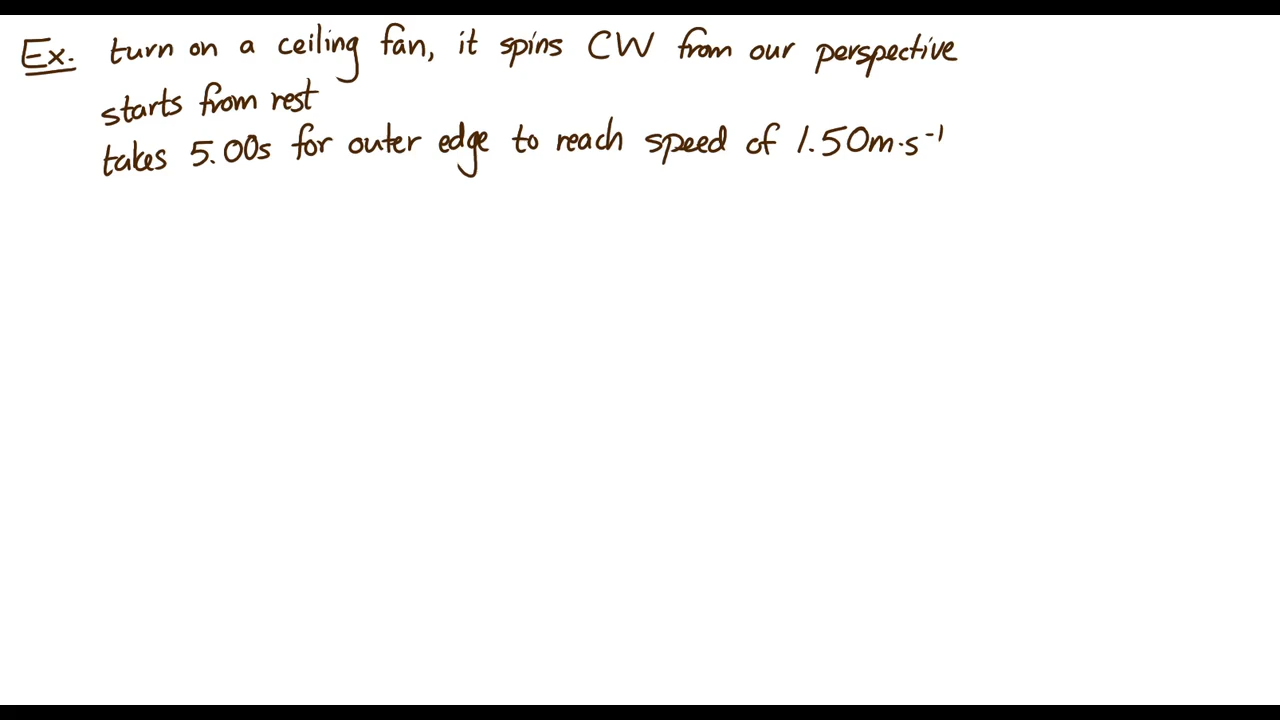 Ex. turn on a ceiling fan, it spins CW from our perspective
starts from rest
takes 5.00s for outer edge to reach speed of 1.50m·s⁻¹